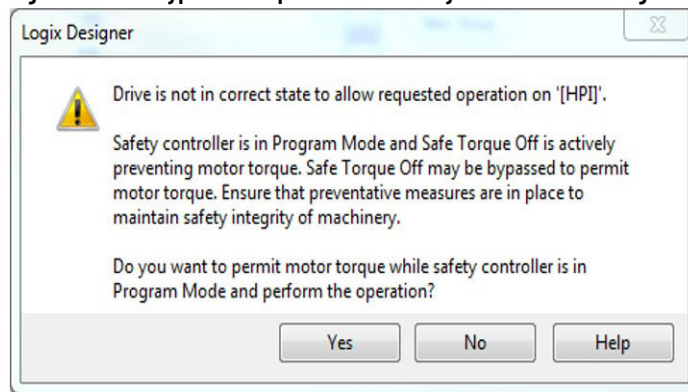 Logix Designer
Drive is not in correct state to allow requested operation on '[HPI]'.
Safety controller is in Program Mode and Safe Torque Off is actively
preventing motor torque. Safe Torque Off may be bypassed to permit
motor torque. Ensure that preventative measures are in place to
maintain safety integrity of machinery.
Do you want to permit motor torque while safety controller is in
Program Mode and perform the operation?
Yes
No
Help